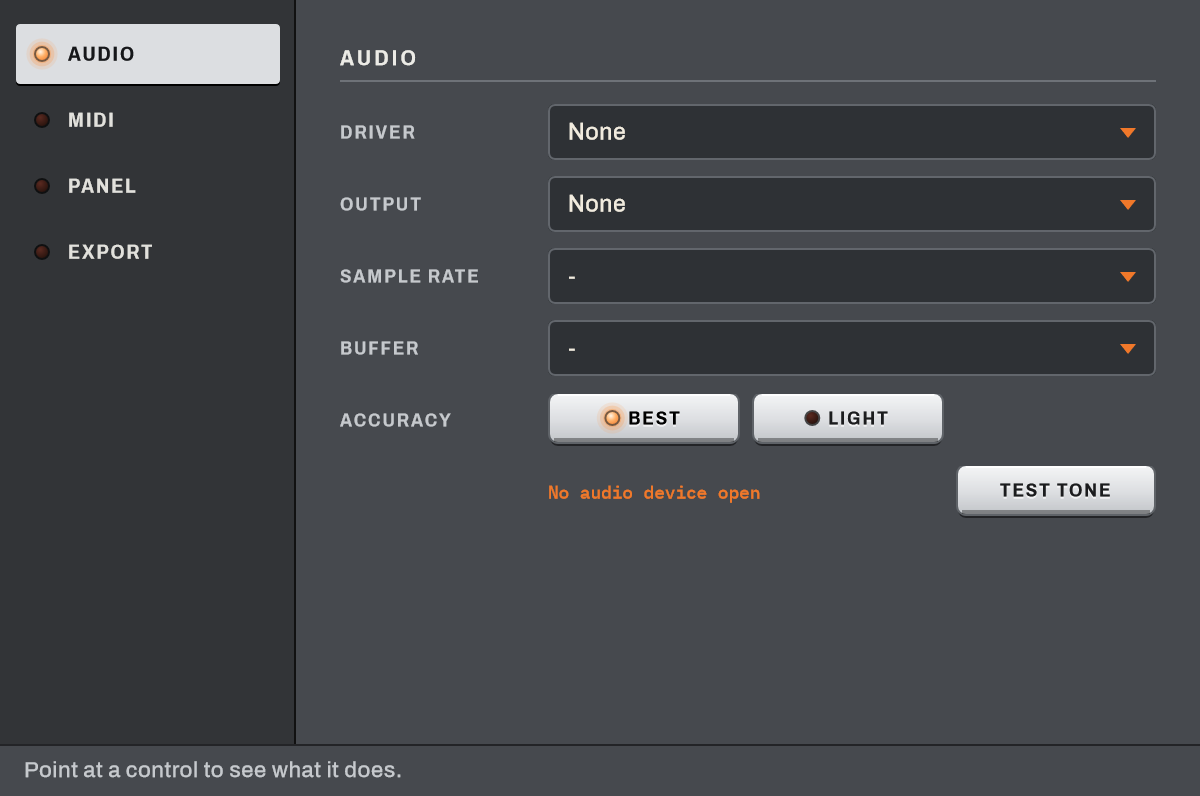 AUDIO
MIDI
PANEL
EXPORT
AUDIO
DRIVER None
OUTPUT None
SAMPLE RATE -
BUFFER -
ACCURACY BEST LIGHT
No audio device open TEST TONE
Point at a control to see what it does.